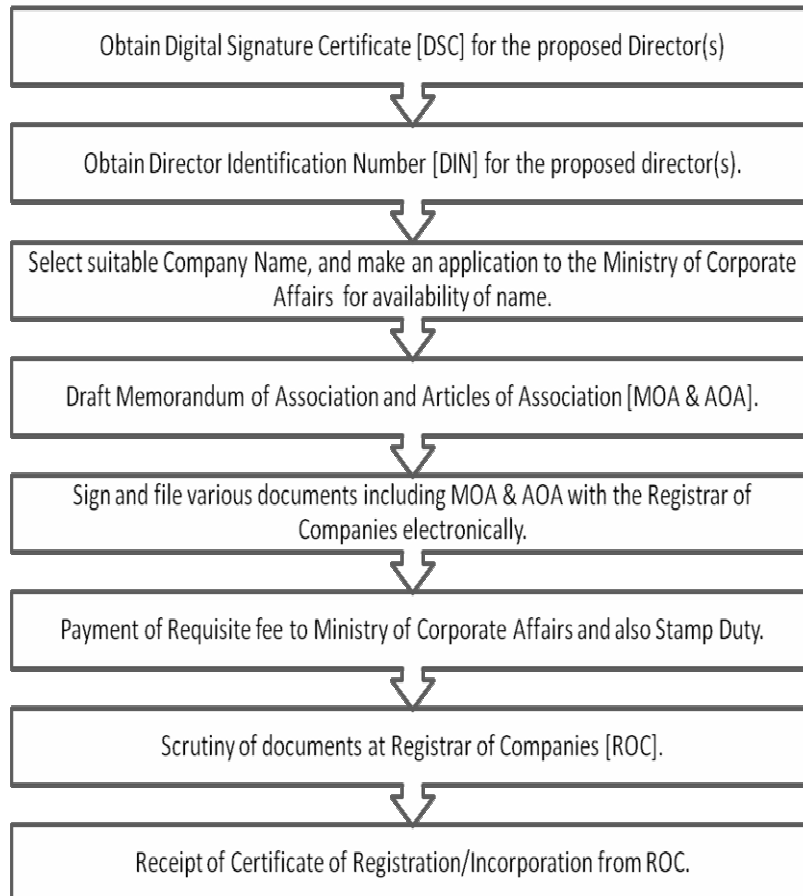 Obtain Digital Signature Certificate [DSC] for the proposed Director(s)
Obtain Director Identification Number [DIN] for the proposed director(s).
Select suitable Company Name, and make an application to the Ministry of Corporate
Affairs for availability of name.
Draft Memorandum of Association and Articles of Association [MOA & AOA].
Sign and file various documents including MOA & AOA with the Registrar of
Companies electronically.
Payment of Requisite fee to Ministry of Corporate Affairs and also Stamp Duty.
Scrutiny of documents at Registrar of Companies [ROC].
Receipt of Certificate of Registration/Incorporation from ROC.